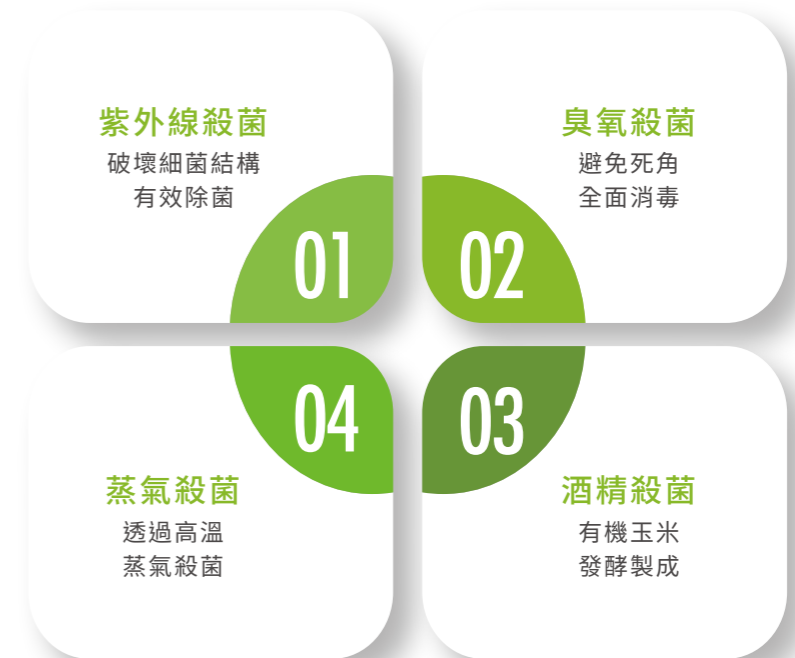 紫外線殺菌
破壞細菌結構
有效除菌
01
臭氧殺菌
避免死角
全面消毒
02
酒精殺菌
有機玉米
發酵製成
03
蒸氣殺菌
透過高溫
蒸氣殺菌
04